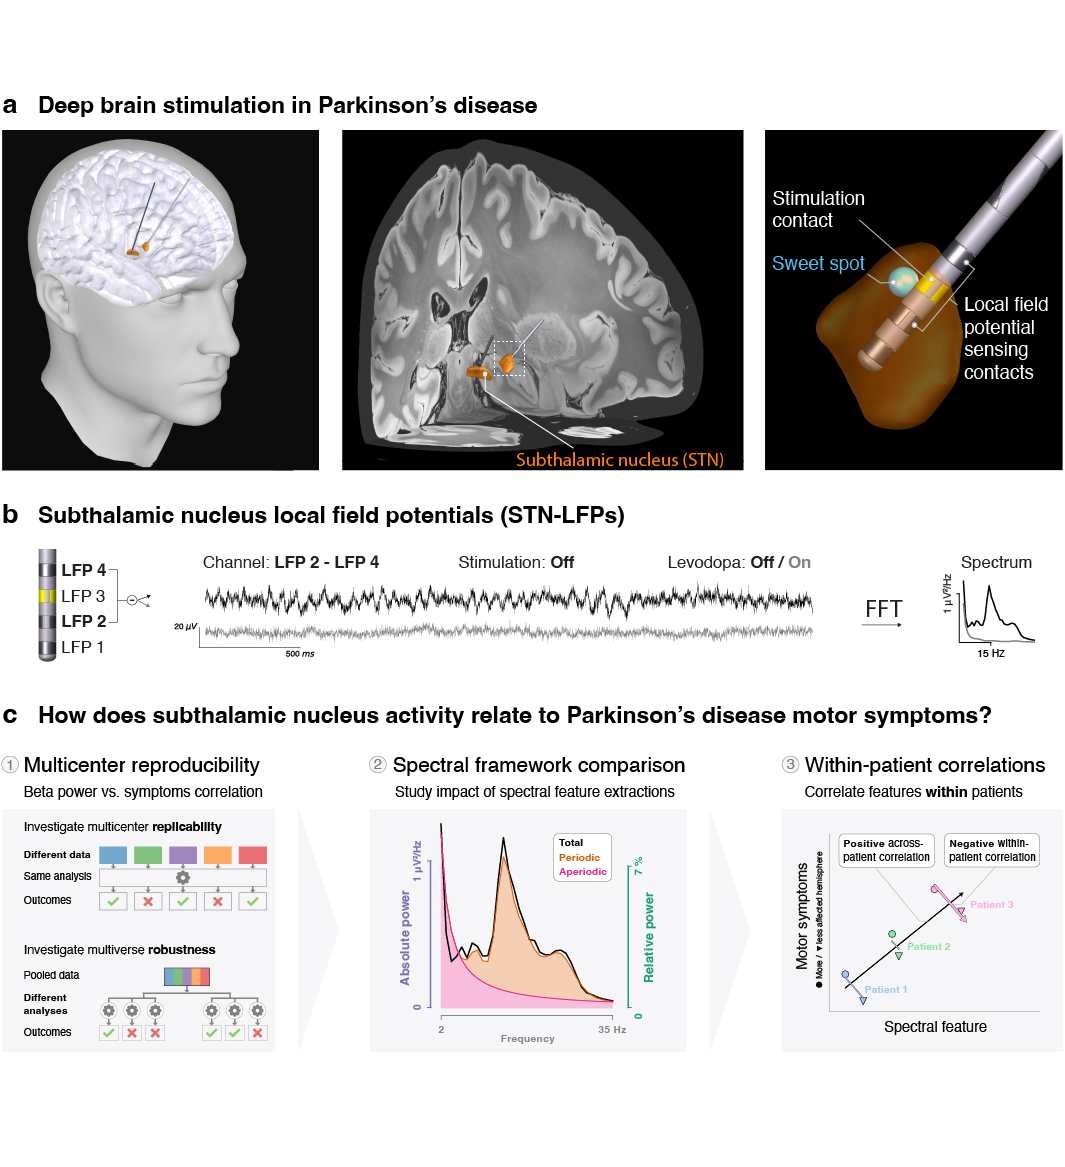 a Deep brain stimulation in Parkinson's disease
Stimulation
contact
Sweet spot
Local field
potential
sensing
contacts
Subthalamic nucleus (STN)
b Subthalamic nucleus local field potentials (STN-LFPs)
Channel: LFP 2 - LFP 4
Stimulation: Off
Levodopa: Off / On
Spectrum
LFP 4
LFP 3
LFP 2
LFP 1
20 µV
500 ms
FFT
1 µV²/Hz
15 Hz
c How does subthalamic nucleus activity relate to Parkinson's disease motor symptoms?
1 Multicenter reproducibility
Beta power vs. symptoms correlation
Investigate multicenter replicability
Different data
Same analysis
Outcomes
Investigate multiverse robustness
Pooled data
Different
analyses
Outcomes
2 Spectral framework comparison
Study impact of spectral feature extractions
Total
Periodic
Aperiodic
Absolute power
0
1 µV²/Hz
Relative power
0
7 %
2
35 Hz
Frequency
3 Within-patient correlations
Correlate features within patients
Positive across-
patient correlation
Negative within-
patient correlation
Motor symptoms
● More / ▼ less affected hemisphere
Patient 3
Patient 2
Patient 1
Spectral feature